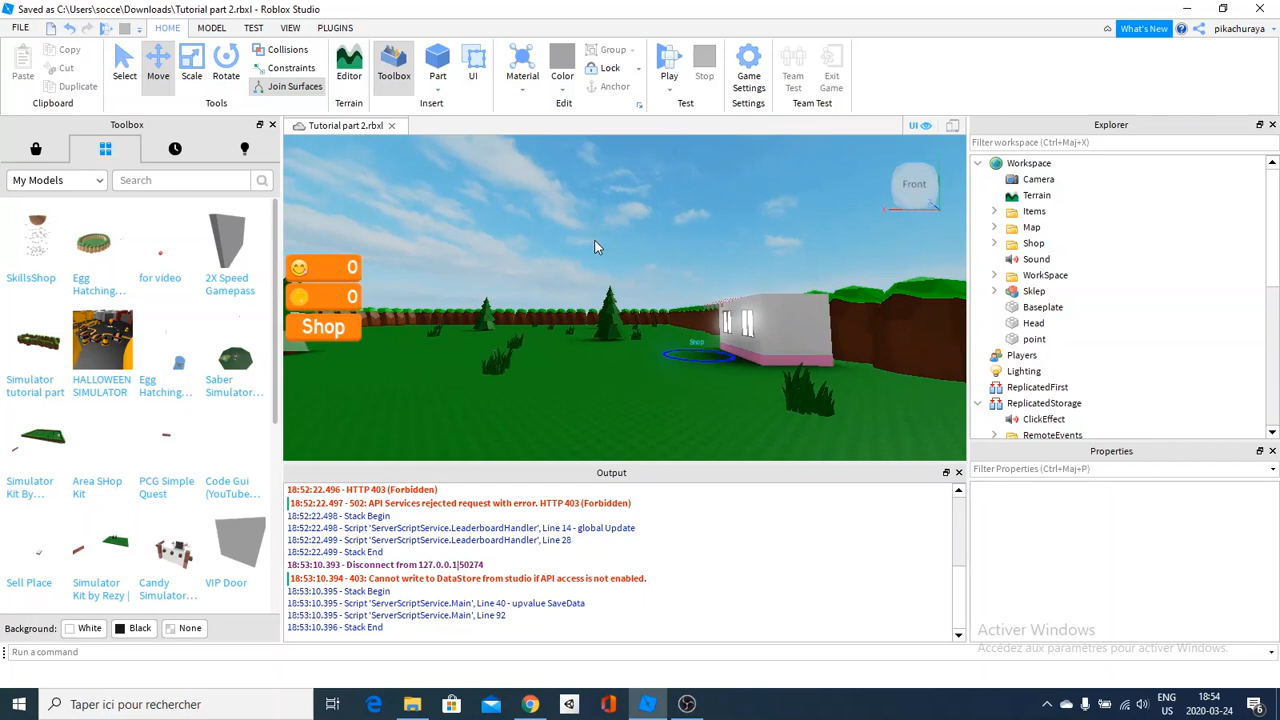 Saved as C:\Users\socce\Downloads\Tutorial part 2.rbxl - Roblox Studio
FILE HOME MODEL TEST VIEW PLUGINS What's New pikachuraya
Paste Copy Cut Duplicate Clipboard
Select Move Scale Rotate Collisions Constraints Join Surfaces Tools
Editor Terrain
Toolbox Part UI Insert
Material Color Group Lock Anchor Edit
Play Stop Test
Game Settings Settings
Team Test Exit Game Team Test
Toolbox
My Models Search
SkillsShop
Egg Hatching...
for video
2X Speed Gamepass
Simulator tutorial part
HALLOWEEN SIMULATOR
Egg Hatching...
Saber Simulator...
Simulator Kit By...
Area SHop Kit
PCG Simple Quest
Code Gui (YouTube...
Sell Place
Simulator Kit by Rezy |
Candy Simulator...
VIP Door
Background: White Black None
Tutorial part 2.rbxl UI
Front
0
0
Shop
Shop
Output
18:52:22.496 - HTTP 403 (Forbidden)
18:52:22.497 - 502: API Services rejected request with error. HTTP 403 (Forbidden)
18:52:22.498 - Stack Begin
18:52:22.498 - Script 'ServerScriptService.LeaderboardHandler', Line 14 - global Update
18:52:22.499 - Script 'ServerScriptService.LeaderboardHandler', Line 28
18:52:22.499 - Stack End
18:53:10.393 - Disconnect from 127.0.0.1|50274
18:53:10.394 - 403: Cannot write to DataStore from studio if API access is not enabled.
18:53:10.395 - Stack Begin
18:53:10.395 - Script 'ServerScriptService.Main', Line 40 - upvalue SaveData
18:53:10.395 - Script 'ServerScriptService.Main', Line 92
18:53:10.396 - Stack End
Explorer
Filter workspace (Ctrl+Maj+X)
Workspace
Camera
Terrain
Items
Map
Shop
Sound
WorkSpace
Sklep
Baseplate
Head
point
Players
Lighting
ReplicatedFirst
ReplicatedStorage
ClickEffect
RemoteEvents
Properties
Filter Properties (Ctrl+Maj+P)
Activer Windows
Accédez aux paramètres pour activer Windows.
Run a command
Taper ici pour rechercher
ENG
US
18:54
2020-03-24
6